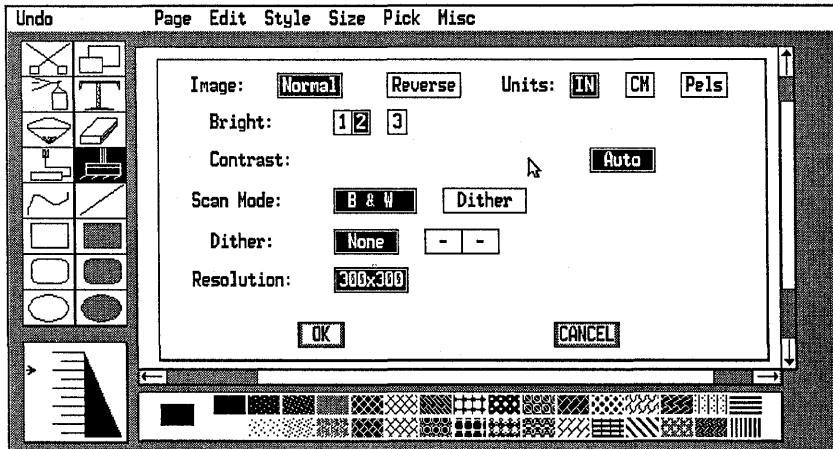 Undo Page Edit Style Size Pick Misc
Image: Normal Reverse Units: IN CM Pels
Bright: 1 2 3
Contrast: Auto
Scan Mode: B & W Dither
Dither: None - -
Resolution: 300x300
OK CANCEL